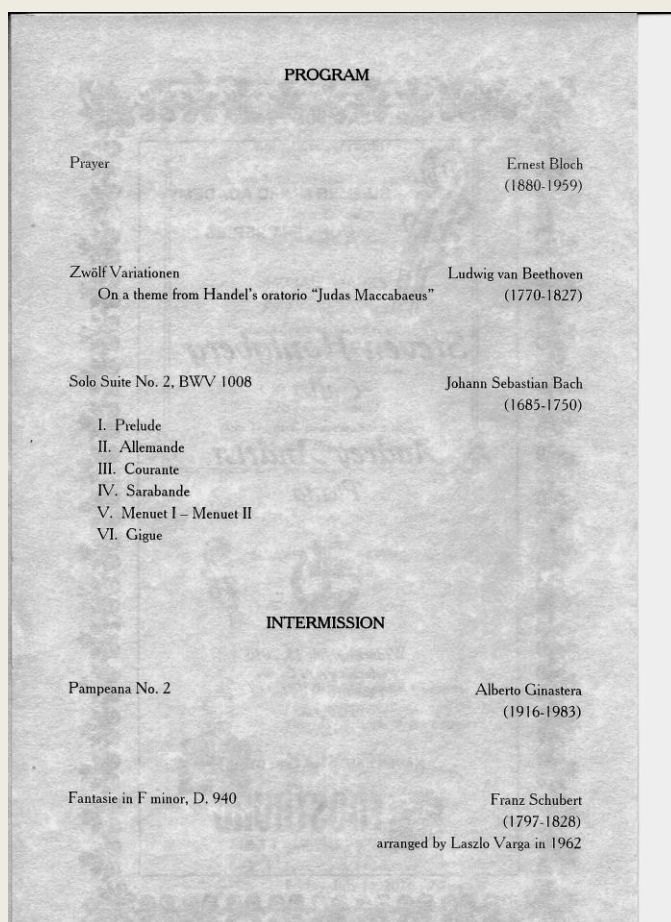 PROGRAM
Prayer Ernest Bloch
(1880-1959)
Zwölf Variationen Ludwig van Beethoven
On a theme from Handel's oratorio “Judas Maccabaeus” (1770-1827)
Solo Suite No. 2, BWV 1008 Johann Sebastian Bach
(1685-1750)
I. Prelude
II. Allemande
III. Courante
IV. Sarabande
V. Menuet I – Menuet II
VI. Gigue
INTERMISSION
Pampeana No. 2 Alberto Ginastera
(1916-1983)
Fantasie in F minor, D. 940 Franz Schubert
(1797-1828)
arranged by Laszlo Varga in 1962